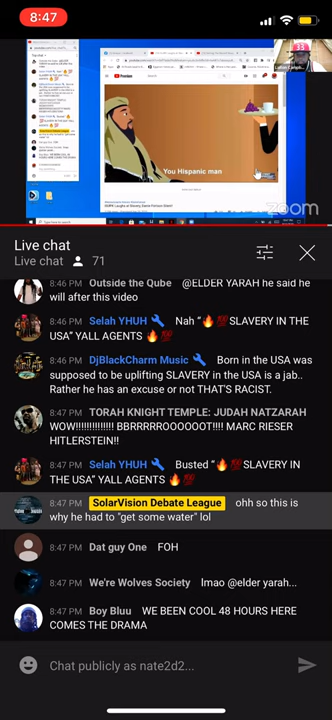 8:47
33
Premium
You Hispanic man
zoom
Live chat
Live chat 71
8:46 PM Outside the Qube @ELDER YARAH he said he
will after this video
8:46 PM Selah YHUH Nah “🔥💯SLAVERY IN THE
USA” YALL AGENTS 🔥💯
8:46 PM DjBlackCharm Music Born in the USA was
supposed to be uplifting SLAVERY in the USA is a jab..
Rather he has an excuse or not THAT'S RACIST.
8:47 PM TORAH KNIGHT TEMPLE: JUDAH NATZARAH
WOW!!!!!!!!!!!!!!! BBRRRRROOOOOT!!!! MARC RIESER
HITLERSTEIN!!
8:47 PM Selah YHUH Busted “🔥💯SLAVERY IN
THE USA” YALL AGENTS 🔥💯
8:47 PM SolarVision Debate League ohh so this is
why he had to "get some water" lol
8:47 PM Dat guy One FOH
8:47 PM We're Wolves Society lmao @elder yarah...
8:47 PM Boy Bluu WE BEEN COOL 48 HOURS HERE
COMES THE DRAMA
Chat publicly as nate2d2...